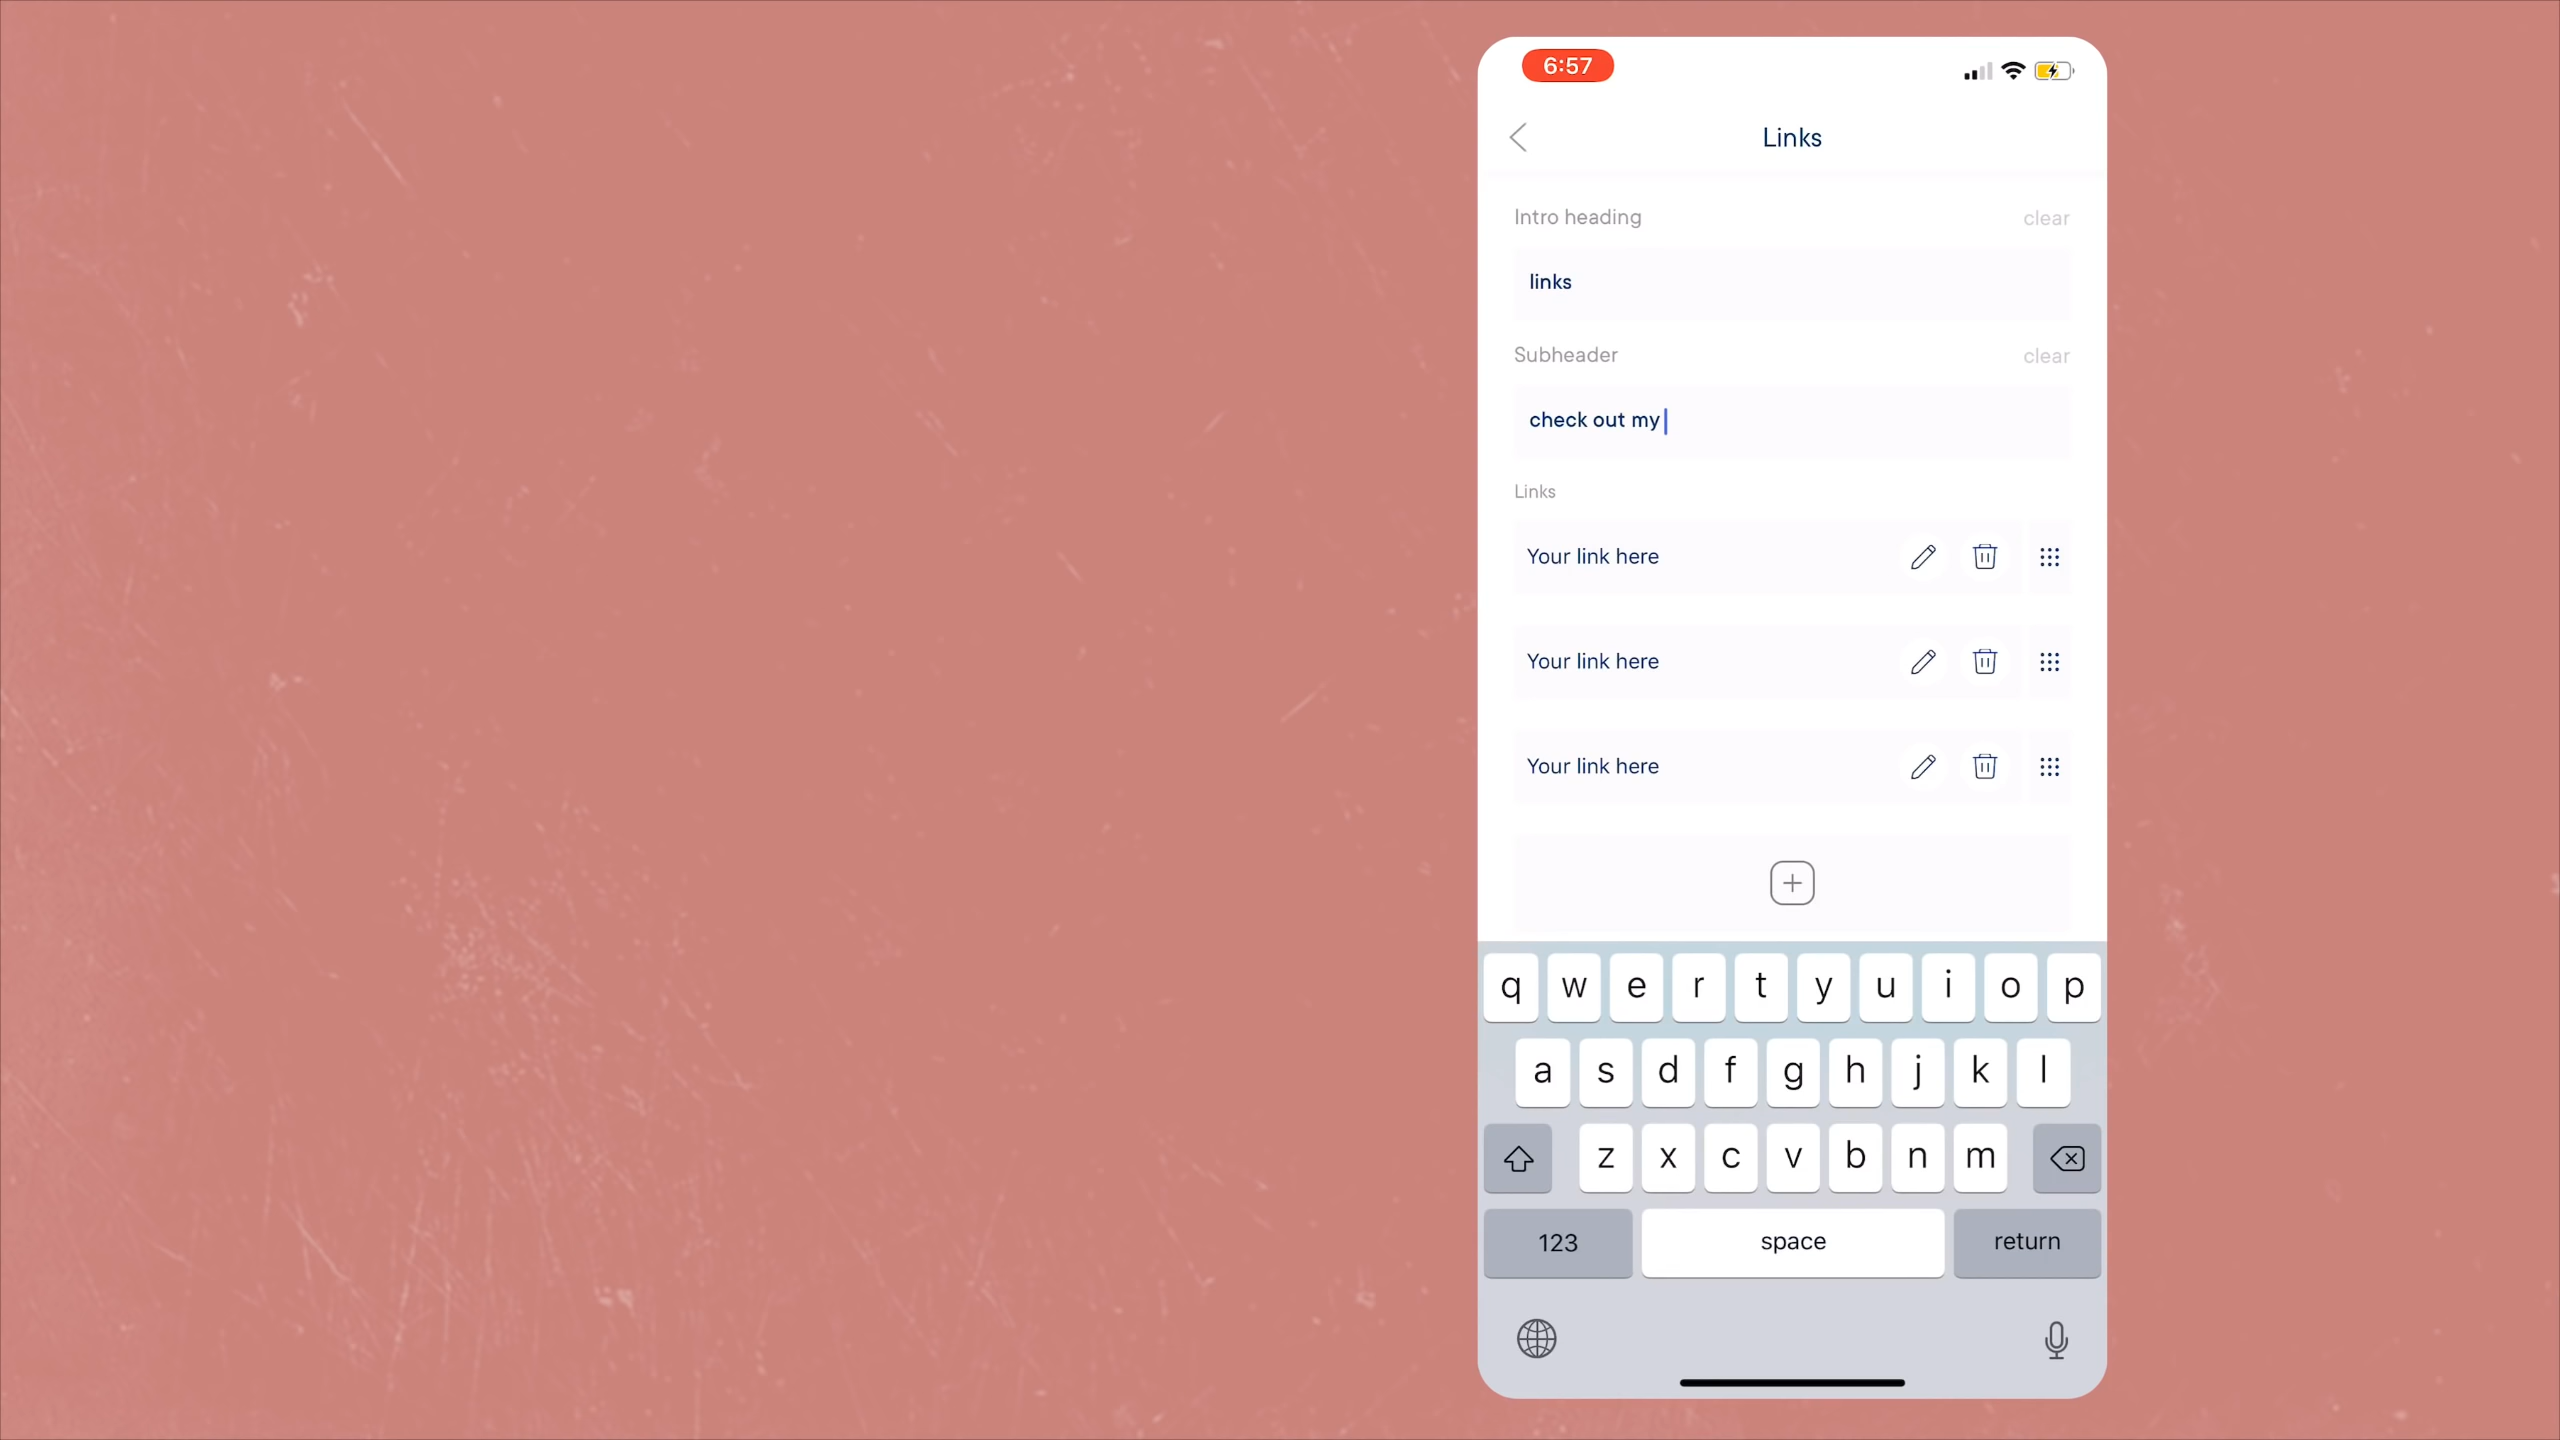 6:57
Links
Intro heading
clear
links
Subheader
clear
check out my
Links
Your link here
Your link here
Your link here
q w e r t y u i o p
a s d f g h j k l
z x c v b n m
123 space return